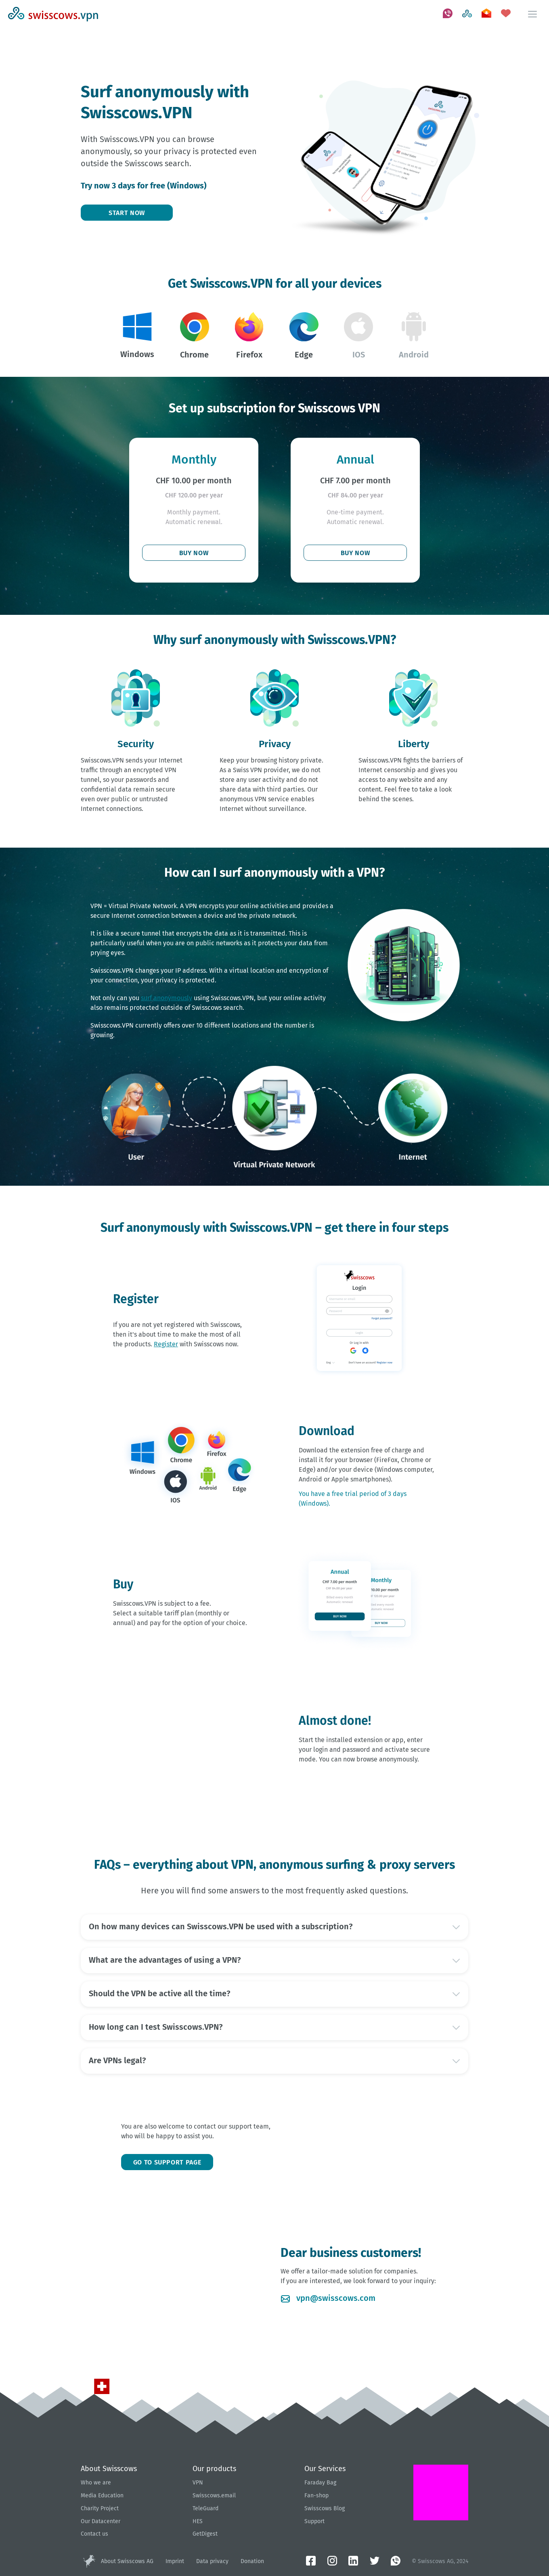 swisscows.vpn
Surf anonymously with
Swisscows.VPN
With Swisscows.VPN you can browse
anonymously, so your privacy is protected even
outside the Swisscows search.
Try now 3 days for free (Windows)
START NOW
Get Swisscows.VPN for all your devices
Windows
Chrome
Firefox
Edge
IOS
Android
Set up subscription for Swisscows VPN
Monthly
CHF 10.00 per month
CHF 120.00 per year
Monthly payment.
Automatic renewal.
BUY NOW
Annual
CHF 7.00 per month
CHF 84.00 per year
One-time payment.
Automatic renewal.
BUY NOW
Why surf anonymously with Swisscows.VPN?
Security
Swisscows.VPN sends your Internet
traffic through an encrypted VPN
tunnel, so your passwords and
confidential data remain secure
even over public or untrusted
Internet connections.
Privacy
Keep your browsing history private.
As a Swiss VPN provider, we do not
store any user activity and do not
share data with third parties. Our
anonymous VPN service enables
Internet without surveillance.
Liberty
Swisscows.VPN fights the barriers of
Internet censorship and gives you
access to any website and any
content. Feel free to take a look
behind the scenes.
How can I surf anonymously with a VPN?
VPN = Virtual Private Network. A VPN encrypts your online activities and provides a
secure Internet connection between a device and the private network.
It is like a secure tunnel that encrypts the data as it is transmitted. This is
particularly useful when you are on public networks as it protects your data from
prying eyes.
Swisscows.VPN changes your IP address. With a virtual location and encryption of
your connection, your privacy is protected.
Not only can you surf anonymously using Swisscows.VPN, but your online activity
also remains protected outside of Swisscows search.
Swisscows.VPN currently offers over 10 different locations and the number is
growing.
User
Virtual Private Network
Internet
Surf anonymously with Swisscows.VPN – get there in four steps
Register
If you are not yet registered with Swisscows,
then it's about time to make the most of all
the products. Register with Swisscows now.
swisscows
Login
Forgot password?
Or log in with
Don't have an account? Register now
Windows
Chrome
Firefox
IOS
Android
Edge
Download
Download the extension free of charge and
install it for your browser (FireFox, Chrome or
Edge) and/or your device (Windows computer,
Android or Apple smartphones).
You have a free trial period of 3 days
(Windows).
Buy
Swisscows.VPN is subject to a fee.
Select a suitable tariff plan (monthly or
annual) and pay for the option of your choice.
Annual
CHF 7.00 per month
BUY NOW
Monthly
BUY NOW
Almost done!
Start the installed extension or app, enter
your login and password and activate secure
mode. You can now browse anonymously.
FAQs – everything about VPN, anonymous surfing & proxy servers
Here you will find some answers to the most frequently asked questions.
On how many devices can Swisscows.VPN be used with a subscription?
What are the advantages of using a VPN?
Should the VPN be active all the time?
How long can I test Swisscows.VPN?
Are VPNs legal?
You are also welcome to contact our support team,
who will be happy to assist you.
GO TO SUPPORT PAGE
Dear business customers!
We offer a tailor-made solution for companies.
If you are interested, we look forward to your inquiry:
vpn@swisscows.com
About Swisscows
Who we are
Media Education
Charity Project
Our Datacenter
Contact us
Our products
VPN
Swisscows.email
TeleGuard
HES
GetDigest
Our Services
Faraday Bag
Fan-shop
Swisscows Blog
Support
About Swisscows AG
Imprint
Data privacy
Donation
© Swisscows AG, 2024